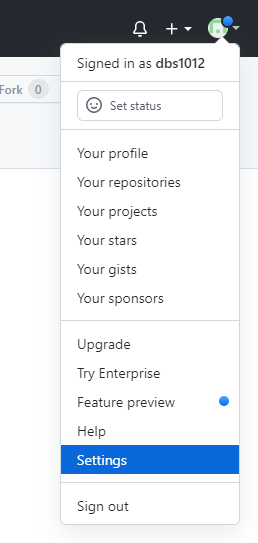 Fork 0
Signed in as dbs1012
Set status
Your profile
Your repositories
Your projects
Your stars
Your gists
Your sponsors
Upgrade
Try Enterprise
Feature preview
Help
Settings
Sign out